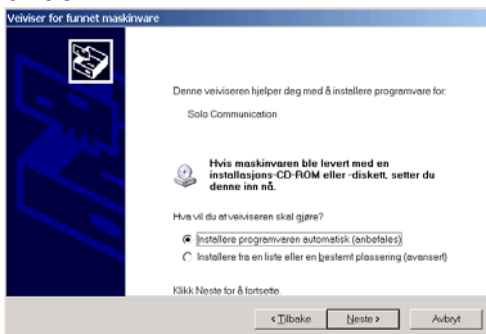 Veiviser for funnet maskinvare
Denne veiviseren hjelper deg med å installere programvare for:
Solo Communication
Hvis maskinvaren ble levert med en
installasjons-CD-ROM eller -diskett, setter du
denne inn nå.
Hva vil du at veiviseren skal gjøre?
Installere programvaren automatisk (anbefales)
Installere fra en liste eller en bestemt plassering (avansert)
Klikk Neste for å fortsette.
< Tilbake Neste > Avbryt